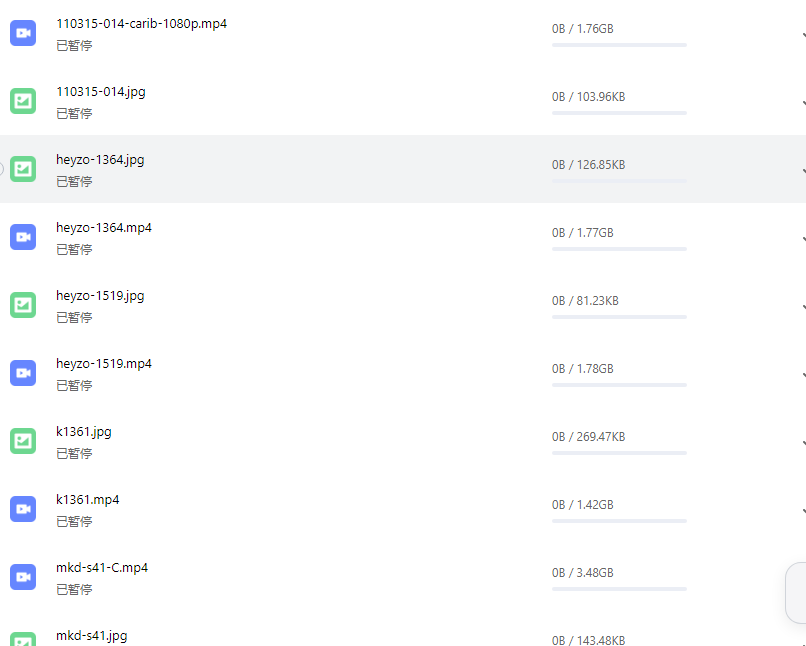 110315-014-carib-1080p.mp4
0B / 1.76GB
已暂停
110315-014.jpg
0B / 103.96KB
已暂停
heyzo-1364.jpg
0B / 126.85KB
已暂停
heyzo-1364.mp4
0B / 1.77GB
已暂停
heyzo-1519.jpg
0B / 81.23KB
已暂停
heyzo-1519.mp4
0B / 1.78GB
已暂停
k1361.jpg
0B / 269.47KB
已暂停
k1361.mp4
0B / 1.42GB
已暂停
mkd-s41-C.mp4
0B / 3.48GB
已暂停
mkd-s41.jpg
0B / 143.48KB